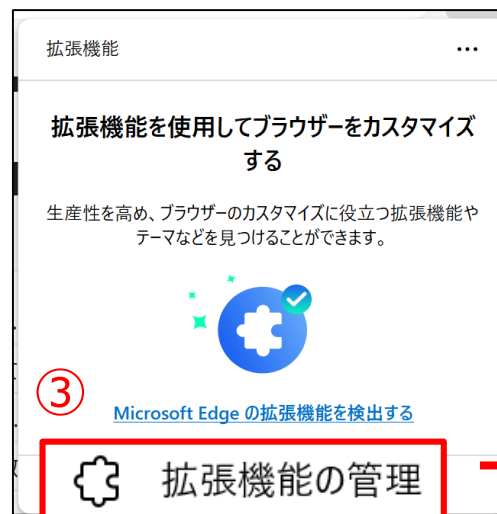 拡張機能
拡張機能を使用してブラウザーをカスタマイズ
する
生産性を高め、ブラウザーのカスタマイズに役立つ拡張機能や
テーマなどを見つけることができます。
③
Microsoft Edge の拡張機能を検出する
拡張機能の管理